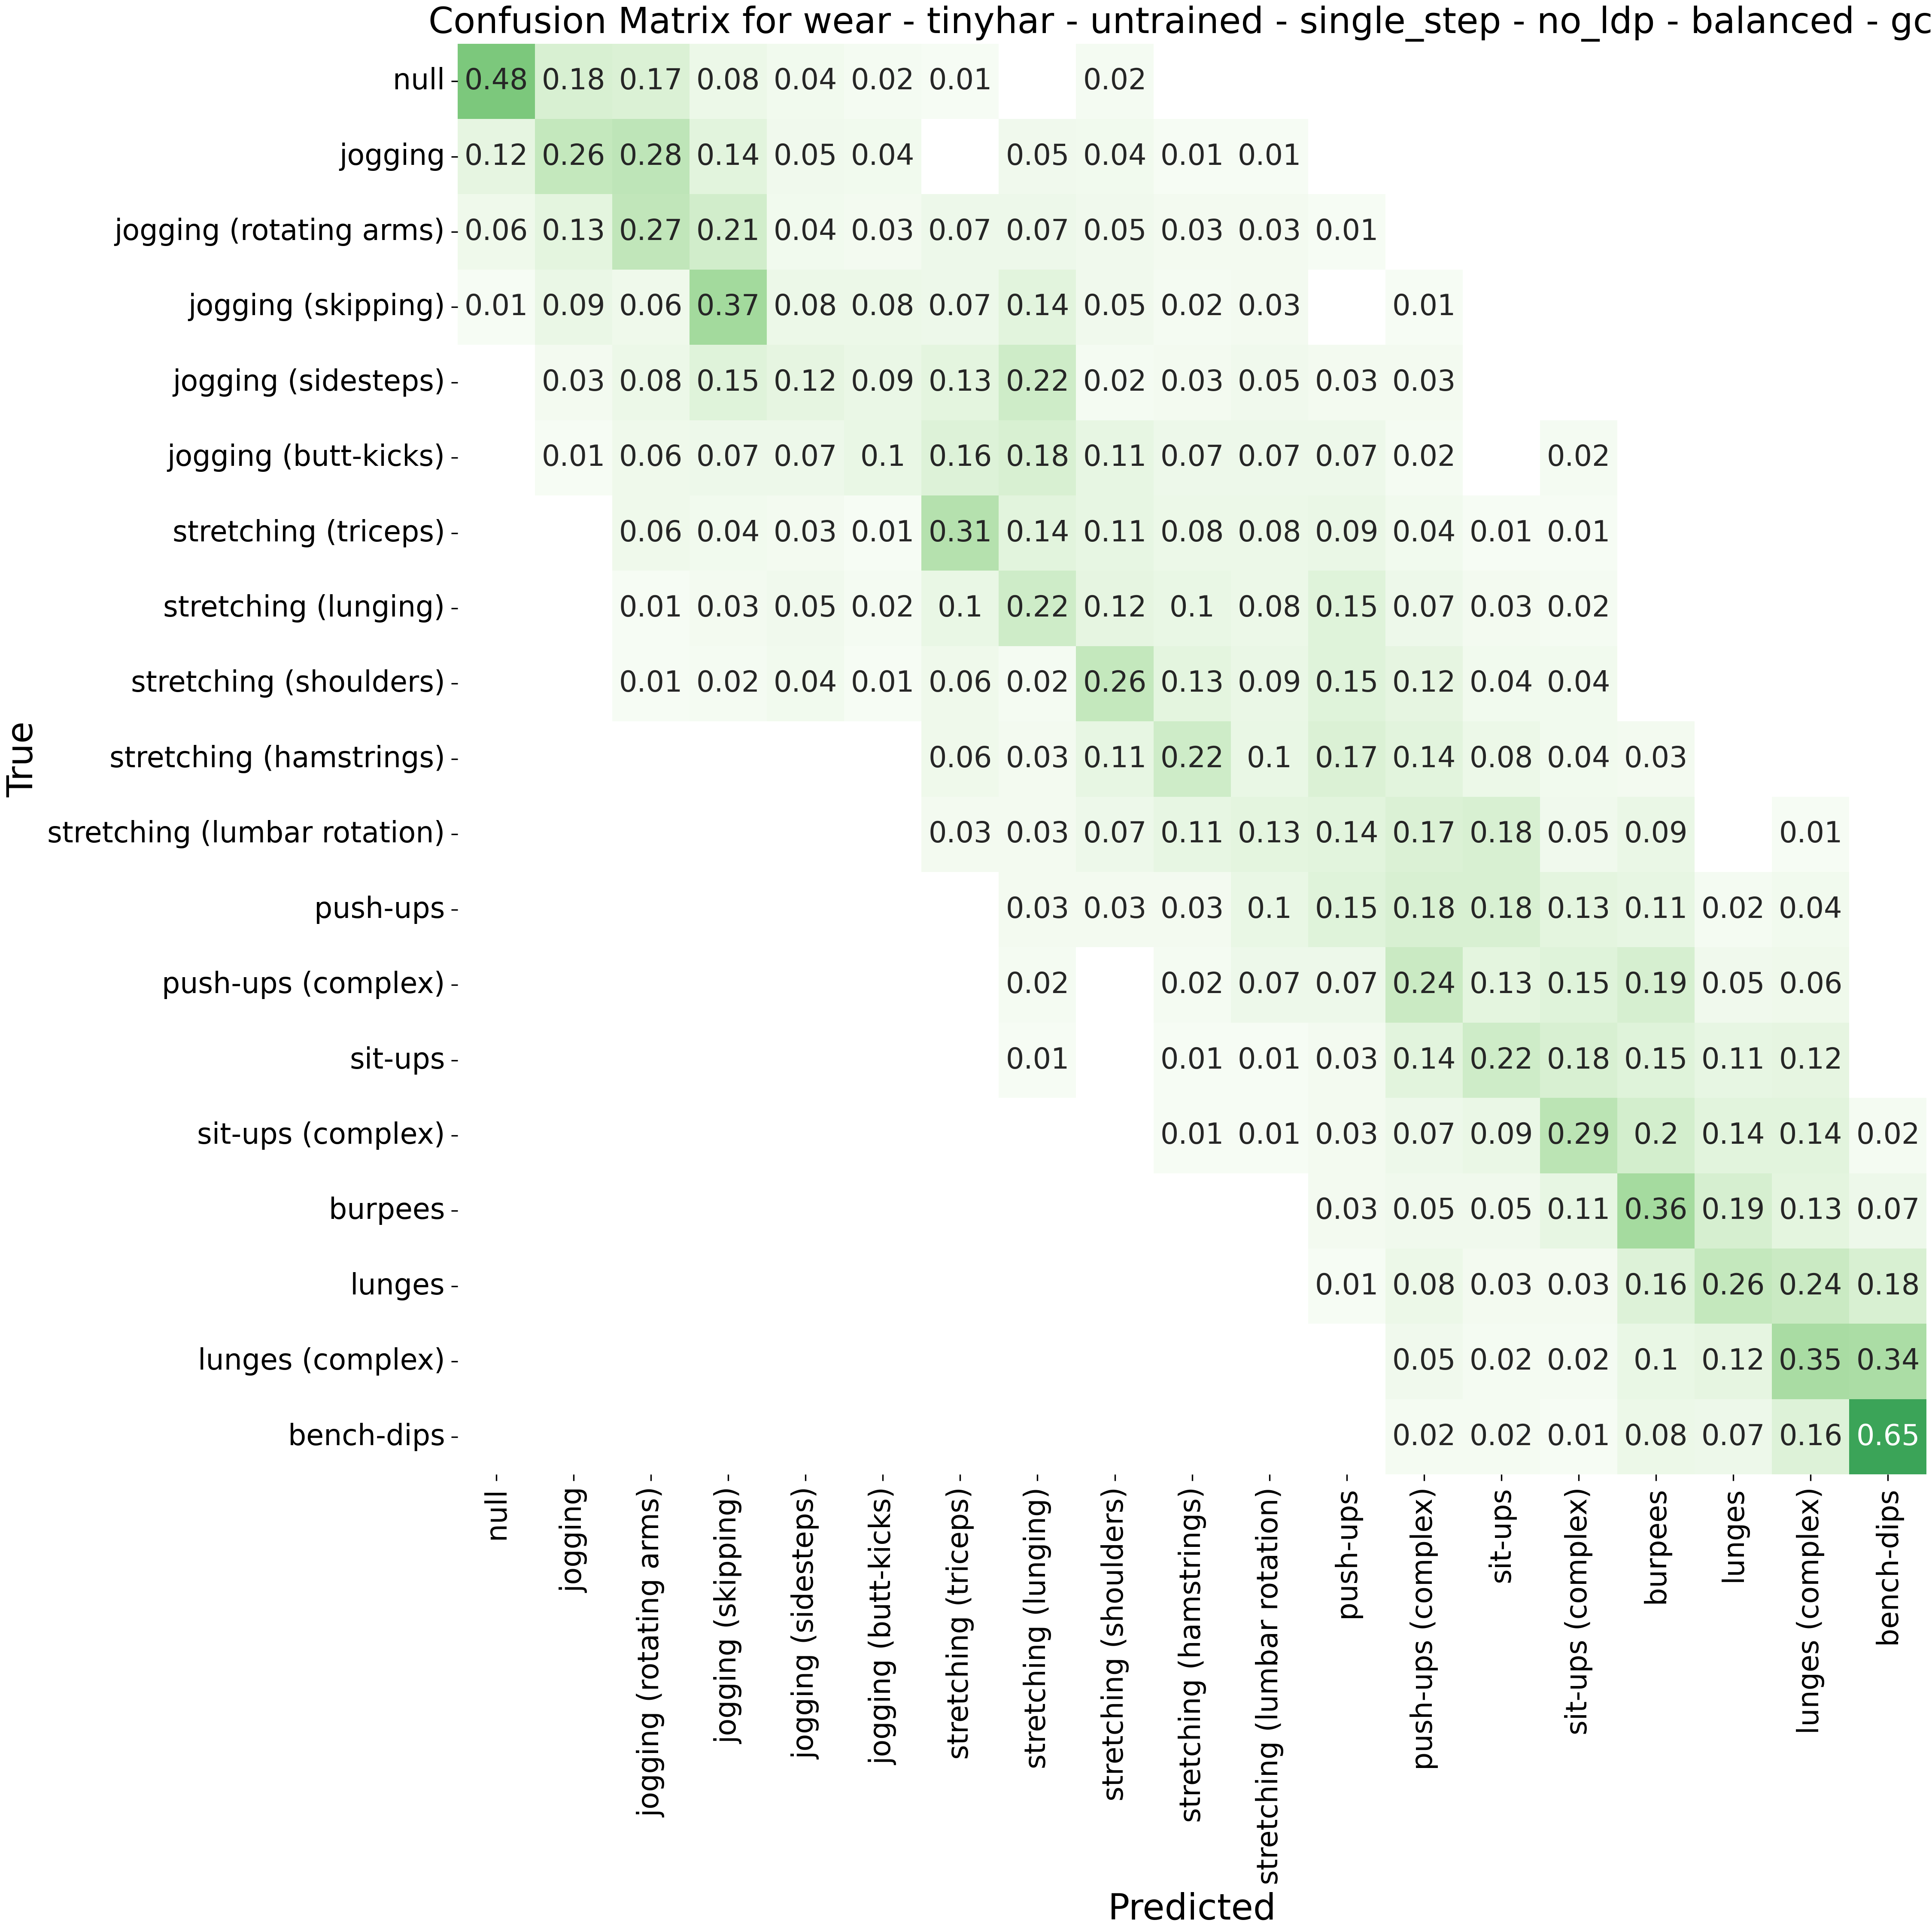 Confusion Matrix for wear - tinyhar - untrained - single_step - no_ldp - balanced - gc
null 0.48 0.18 0.17 0.08 0.04 0.02 0.01 0.02
jogging 0.12 0.26 0.28 0.14 0.05 0.04 0.05 0.04 0.01 0.01
jogging (rotating arms) 0.06 0.13 0.27 0.21 0.04 0.03 0.07 0.07 0.05 0.03 0.03 0.01
jogging (skipping) 0.01 0.09 0.06 0.37 0.08 0.08 0.07 0.14 0.05 0.02 0.03 0.01
jogging (sidesteps) 0.03 0.08 0.15 0.12 0.09 0.13 0.22 0.02 0.03 0.05 0.03 0.03
jogging (butt-kicks) 0.01 0.06 0.07 0.07 0.1 0.16 0.18 0.11 0.07 0.07 0.07 0.02 0.02
stretching (triceps) 0.06 0.04 0.03 0.01 0.31 0.14 0.11 0.08 0.08 0.09 0.04 0.01 0.01
stretching (lunging) 0.01 0.03 0.05 0.02 0.1 0.22 0.12 0.1 0.08 0.15 0.07 0.03 0.02
stretching (shoulders) 0.01 0.02 0.04 0.01 0.06 0.02 0.26 0.13 0.09 0.15 0.12 0.04 0.04
stretching (hamstrings) 0.06 0.03 0.11 0.22 0.1 0.17 0.14 0.08 0.04 0.03
stretching (lumbar rotation) 0.03 0.03 0.07 0.11 0.13 0.14 0.17 0.18 0.05 0.09 0.01
push-ups 0.03 0.03 0.03 0.1 0.15 0.18 0.18 0.13 0.11 0.02 0.04
push-ups (complex) 0.02 0.02 0.07 0.07 0.24 0.13 0.15 0.19 0.05 0.06
sit-ups 0.01 0.01 0.01 0.03 0.14 0.22 0.18 0.15 0.11 0.12
sit-ups (complex) 0.01 0.01 0.03 0.07 0.09 0.29 0.2 0.14 0.14 0.02
burpees 0.03 0.05 0.05 0.11 0.36 0.19 0.13 0.07
lunges 0.01 0.08 0.03 0.03 0.16 0.26 0.24 0.18
lunges (complex) 0.05 0.02 0.02 0.1 0.12 0.35 0.34
bench-dips 0.02 0.02 0.01 0.08 0.07 0.16 0.65
True
null
jogging
jogging (rotating arms)
jogging (skipping)
jogging (sidesteps)
jogging (butt-kicks)
stretching (triceps)
stretching (lunging)
stretching (shoulders)
stretching (hamstrings)
stretching (lumbar rotation)
push-ups
push-ups (complex)
sit-ups
sit-ups (complex)
burpees
lunges
lunges (complex)
bench-dips
Predicted